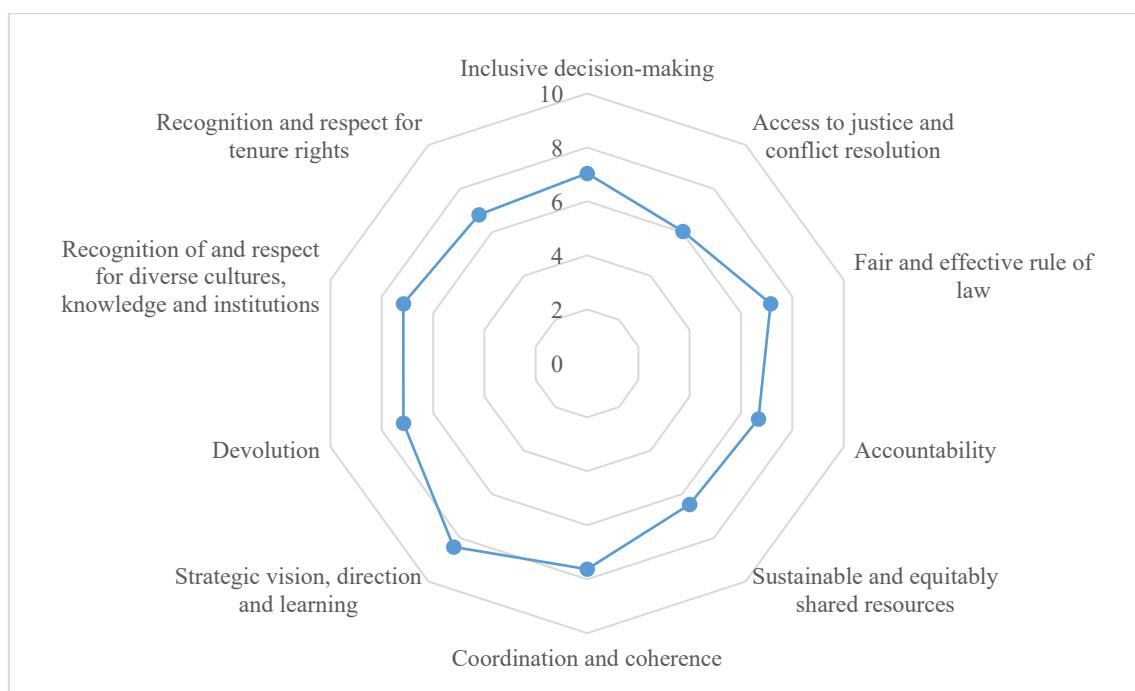 Inclusive decision-making
10
Recognition and respect for
tenure rights
Access to justice and
conflict resolution
8
6
Recognition of and respect
for diverse cultures,
knowledge and institutions
4
Fair and effective rule of
law
2
0
Devolution
Accountability
Strategic vision, direction
and learning
Sustainable and equitably
shared resources
Coordination and coherence